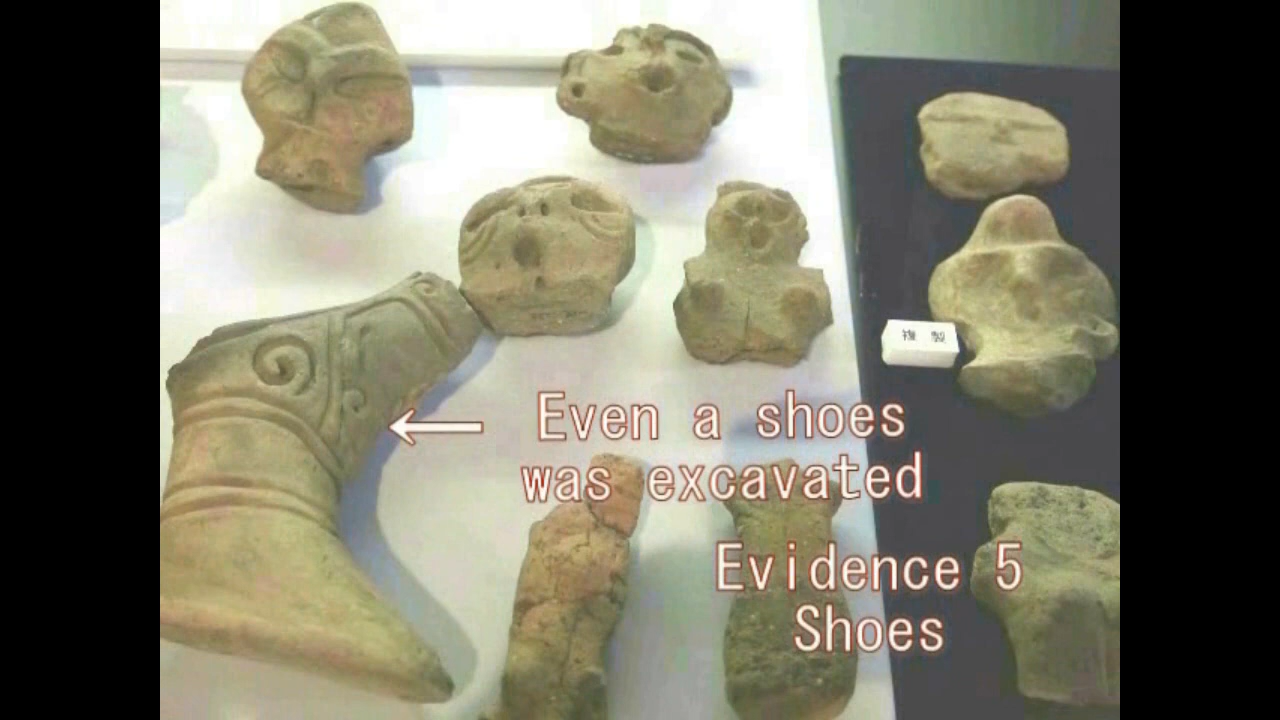 複製
← Even a shoes
was excavated
Evidence 5
Shoes